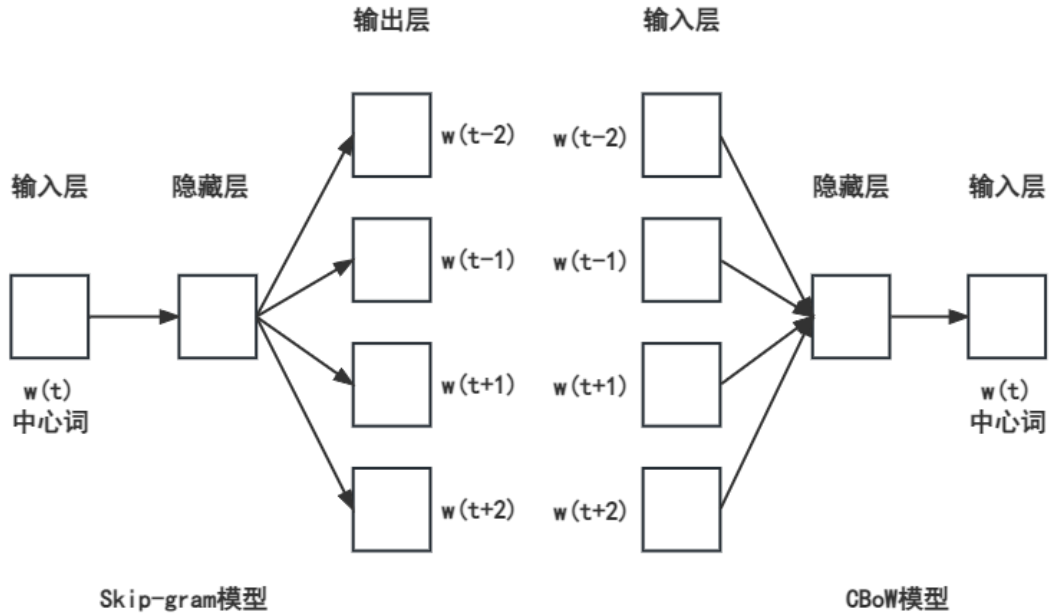 输出层
输入层
输入层
隐藏层
隐藏层
输入层
w(t-2)
w(t-2)
w(t-1)
w(t-1)
w(t+1)
w(t+1)
w(t)
中心词
w(t)
中心词
w(t+2)
w(t+2)
Skip-gram模型
CBoW模型